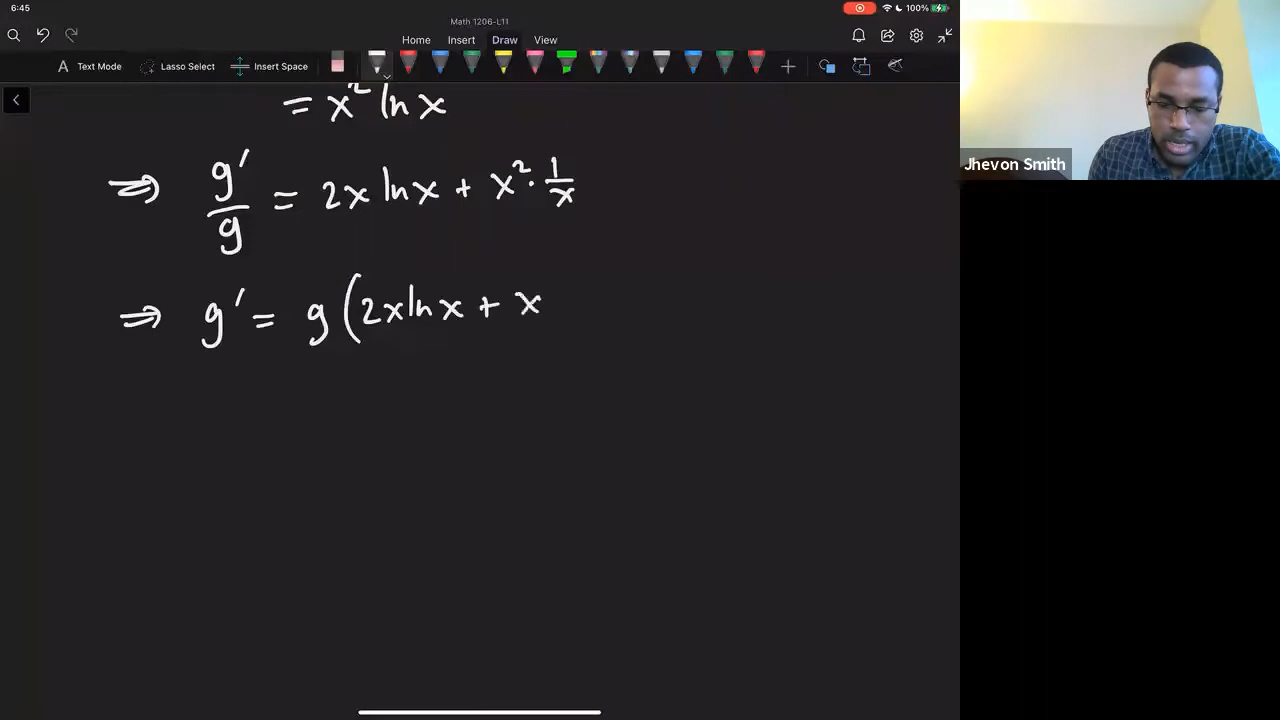 6:45
100%
Math 1206-L11
Home Insert Draw View
A Text Mode Lasso Select Insert Space
= x² ln x
⇒ g'/g = 2x ln x + x² · 1/x
⇒ g' = g (2x ln x + x
Jhevon Smith